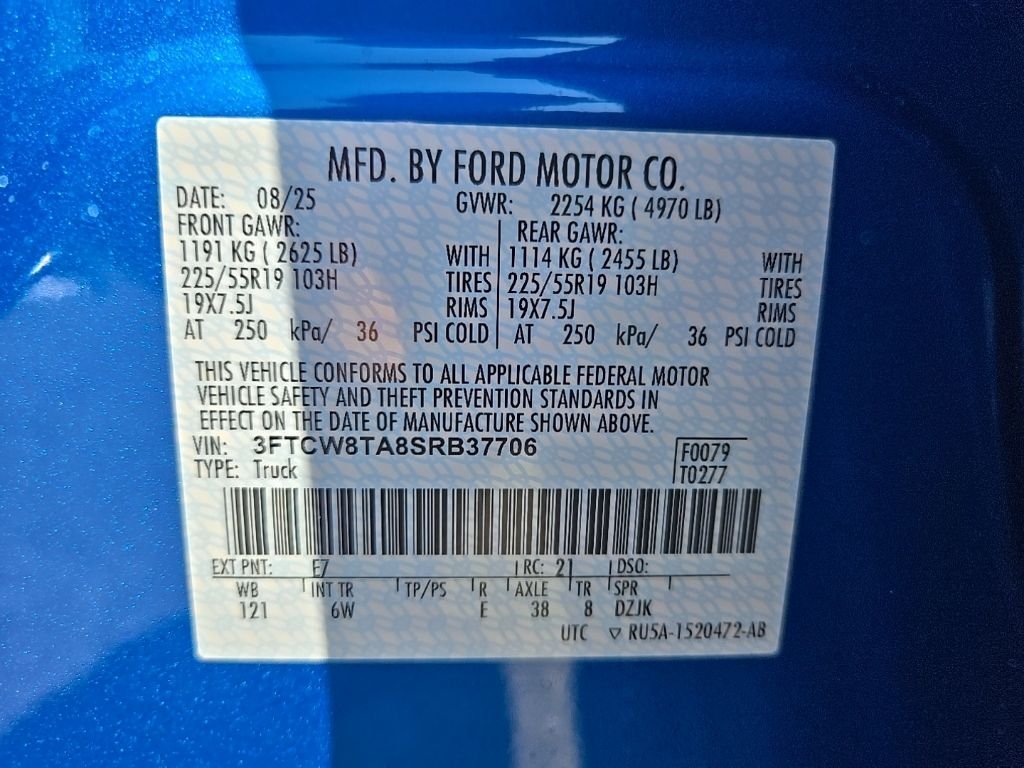 MFD. BY FORD MOTOR CO.
DATE: 08/25 GVWR: 2254 KG ( 4970 LB)
FRONT GAWR: REAR GAWR:
1191 KG ( 2625 LB) WITH 1114 KG ( 2455 LB) WITH
225/55R19 103H TIRES 225/55R19 103H TIRES
19X7.5J RIMS 19X7.5J RIMS
AT 250 kPa/ 36 PSI COLD AT 250 kPa/ 36 PSI COLD
THIS VEHICLE CONFORMS TO ALL APPLICABLE FEDERAL MOTOR
VEHICLE SAFETY AND THEFT PREVENTION STANDARDS IN
EFFECT ON THE DATE OF MANUFACTURE SHOWN ABOVE.
VIN: 3FTCW8TA8SRB37706 F0079
TYPE: Truck T0277
EXT PNT: E7 RC: 21 DSO:
WB INT TR TP/PS R AXLE TR SPR
121 6W E 38 8 DZJK
UTC ▽ RU5A-1520472-AB